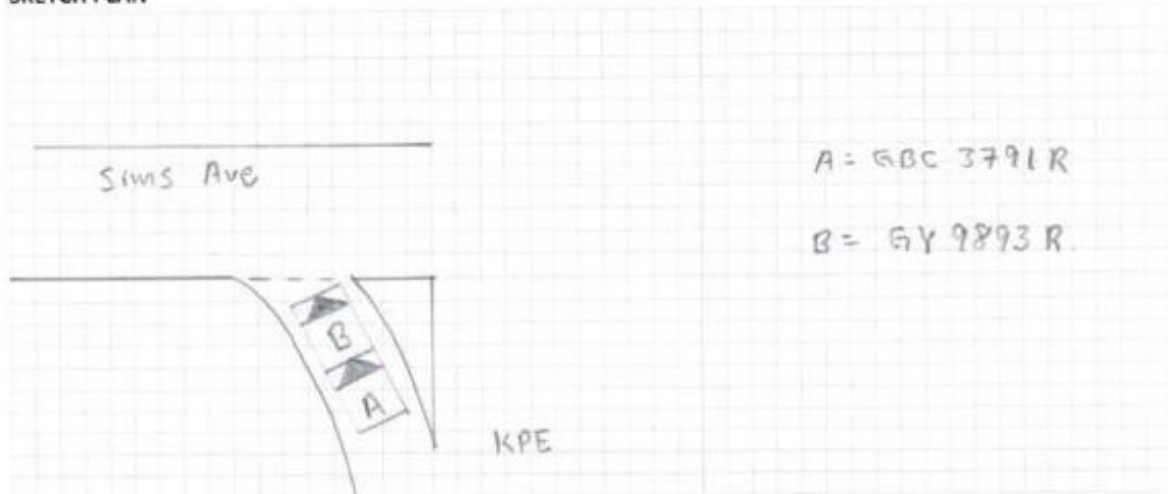 SKETCH PLAN
Sims Ave
A = GBC 3791 R
B = GY 9893 R.
B
A
KPE